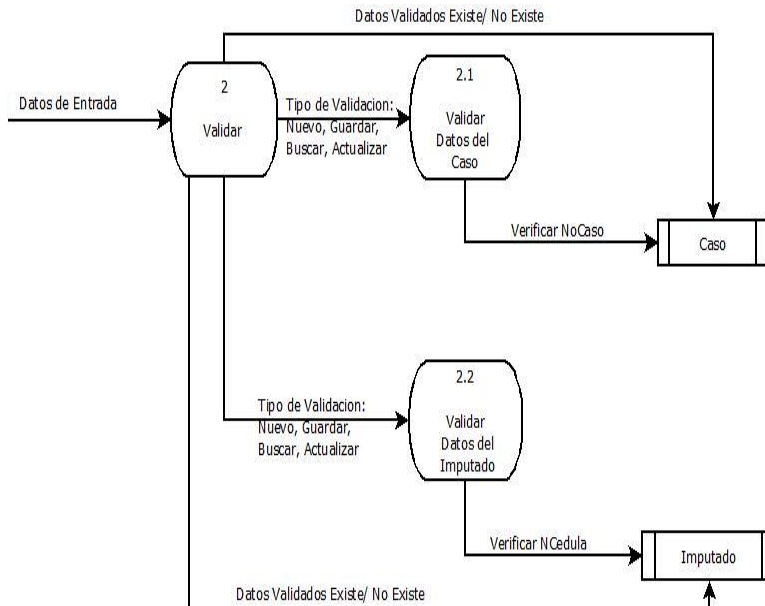 Datos Validados Existe/ No Existe
Datos de Entrada
2
Validar
Tipo de Validacion:
Nuevo, Guardar,
Buscar, Actualizar
2.1
Validar
Datos del
Caso
Verificar NoCaso
Caso
Tipo de Validacion:
Nuevo, Guardar,
Buscar, Actualizar
2.2
Validar
Datos del
Imputado
Verificar NCedula
Imputado
Datos Validados Existe/ No Existe